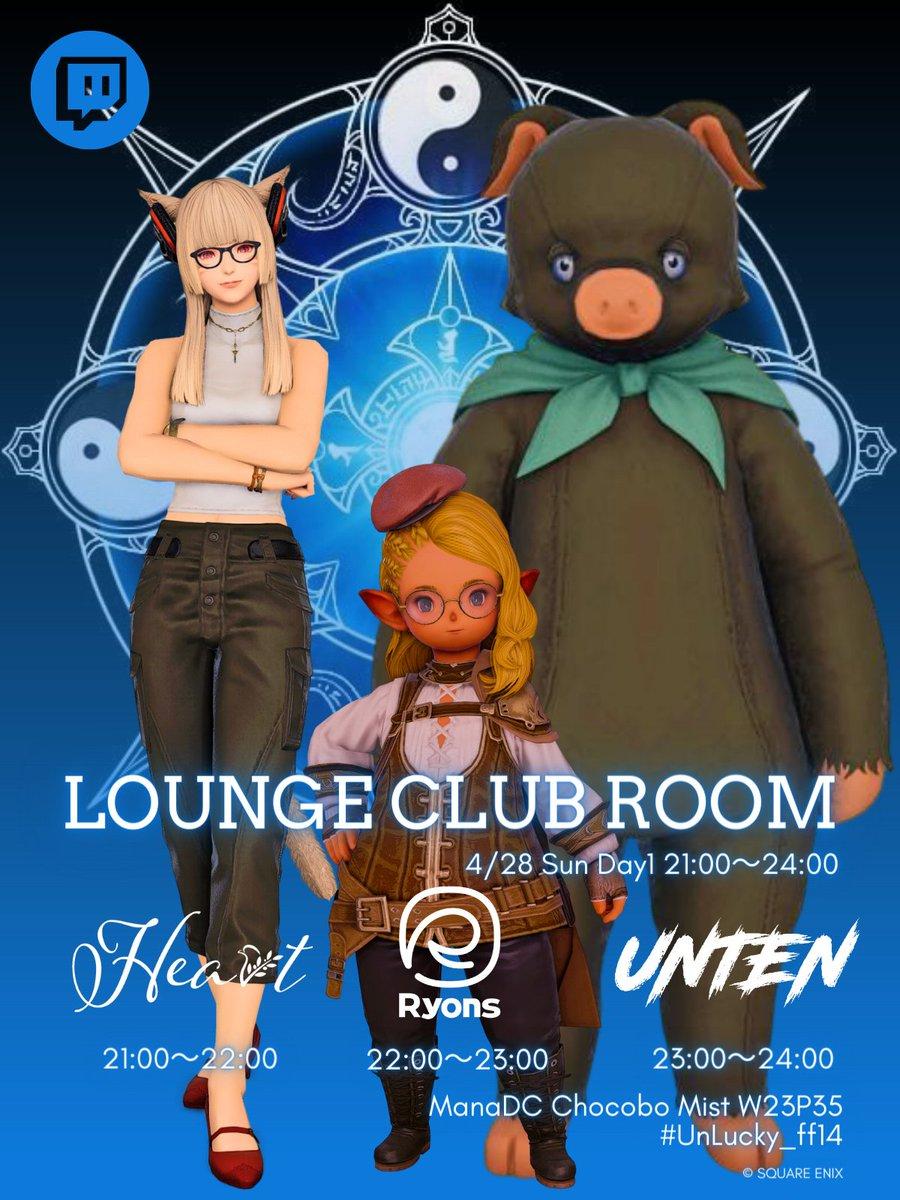 LOUNGE CLUB ROOM
4/28 Sun Day1 21:00〜24:00
Heart
Ryons
UNTEN
21:00〜22:00
22:00〜23:00
23:00〜24:00
ManaDC Chocobo Mist W23P35
#UnLucky_ff14
© SQUARE ENIX